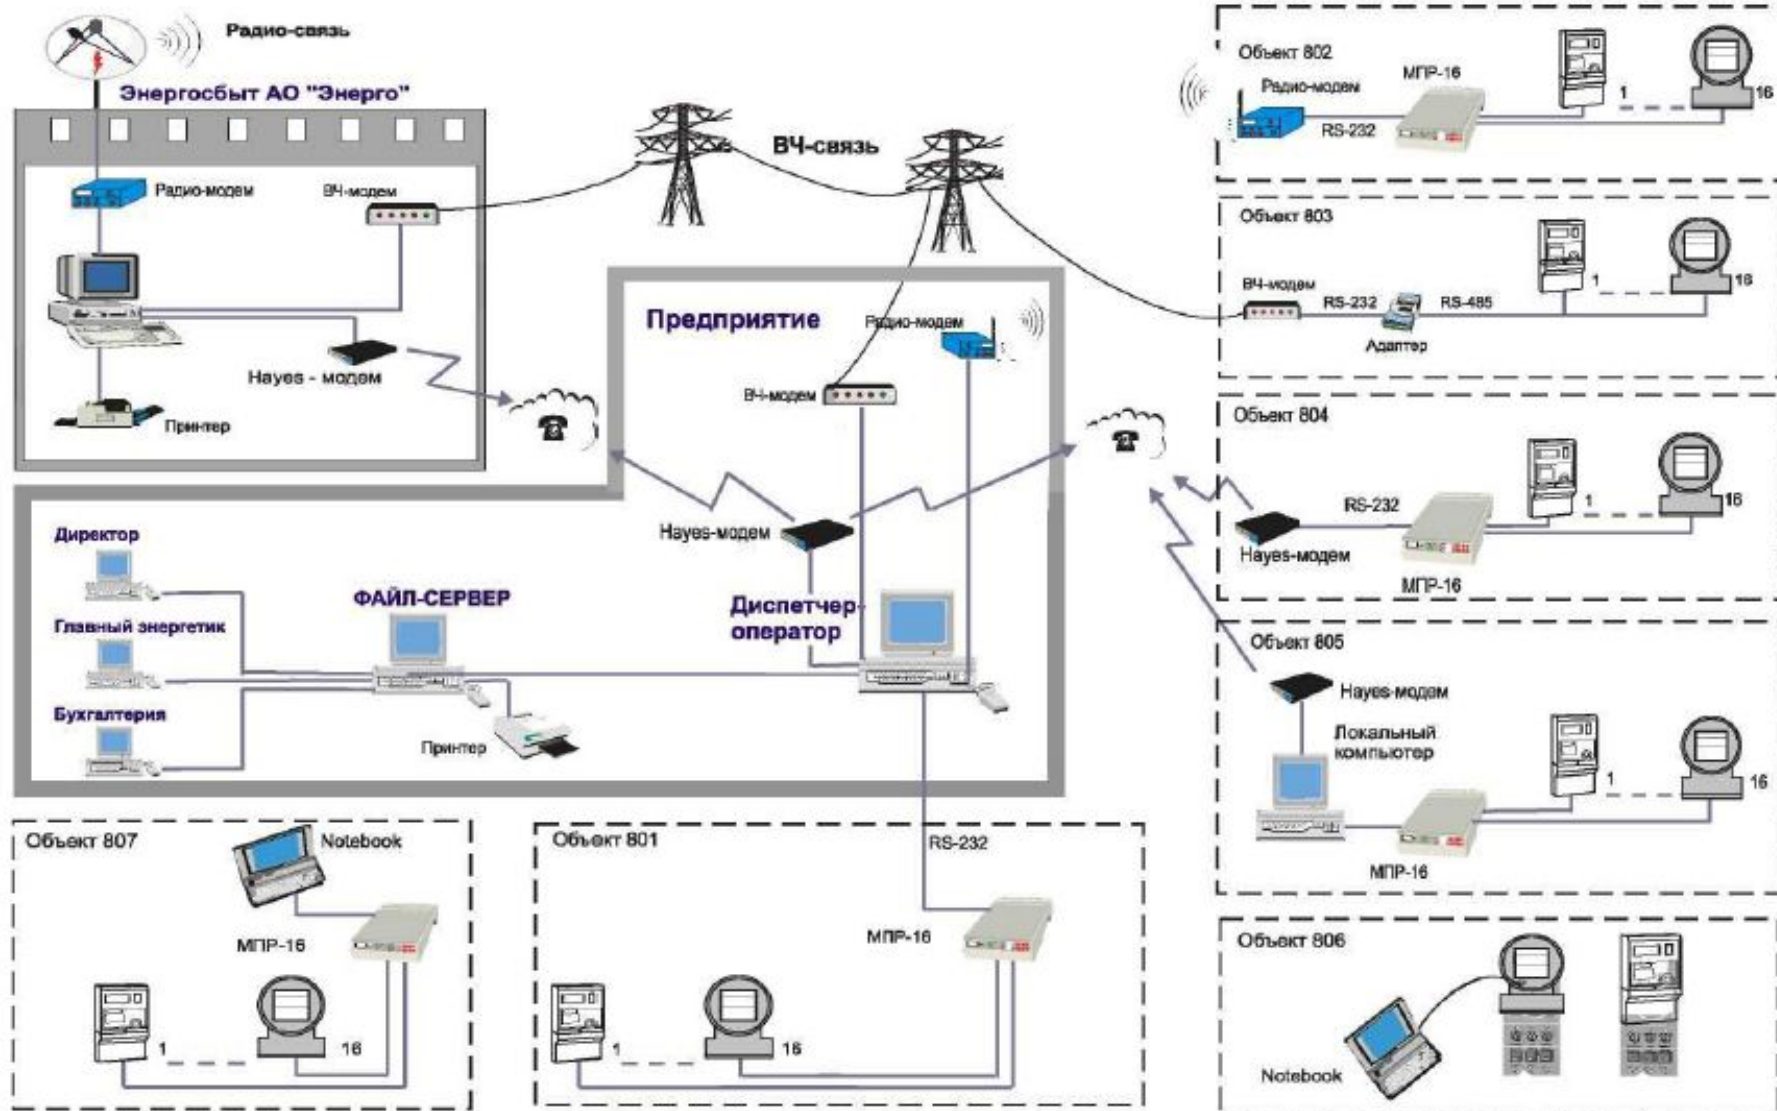 Радио-связь
Энергосбыт АО "Энерго"
Радио-модем
ВЧ-модем
Hayes - модем
Принтер
ВЧ-связь
Предприятие
Радио-модем
ВЧ-модем
Hayes-модем
Диспетчер-
оператор
ФАЙЛ-СЕРВЕР
Директор
Главный энергетик
Бухгалтерия
Принтер
Объект 802
Радио-модем
МПР-16
RS-232
1
16
Объект 803
ВЧ-модем
RS-232
RS-485
Адаптер
1
16
Объект 804
RS-232
Hayes-модем
МПР-16
1
16
Объект 805
Hayes-модем
Локальный
компьютер
МПР-16
1
16
Объект 807
Notebook
МПР-16
1
16
Объект 801
RS-232
МПР-16
1
16
Объект 806
Notebook